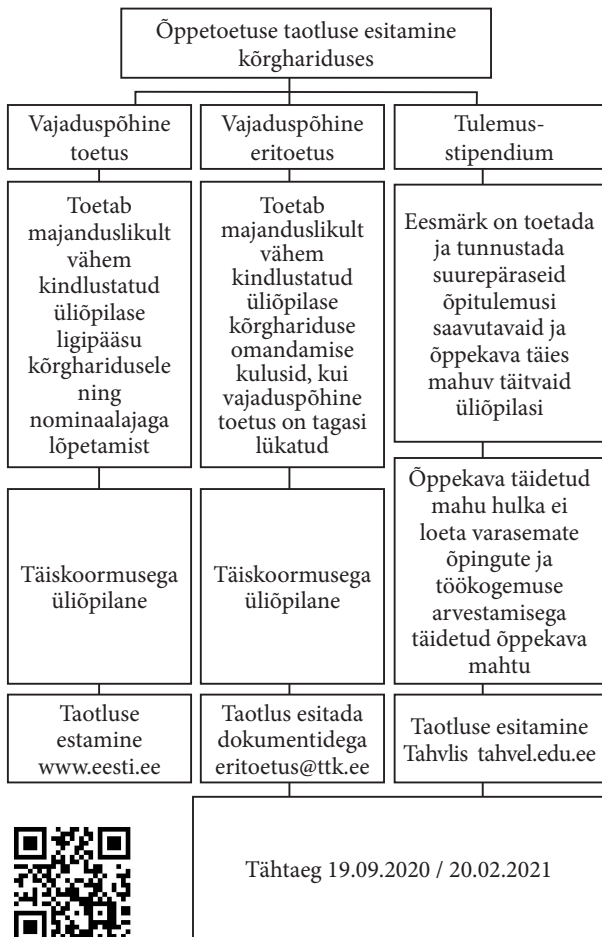 Õppetoetuse taotluse esitamine
kõrghariduses
Vajaduspõhine
toetus
Toetab
majanduslikult
vähem
kindlustatud
üliõpilase
ligipääsu
kõrgharidusele
ning
nominaalajaga
lõpetamist
Täiskoormusega
üliõpilane
Taotluse
estamine
www.eesti.ee
Vajaduspõhine
eritoetus
Toetab
majanduslikult
vähem
kindlustatud
üliõpilase
kõrghariduse
omandamise
kulusid, kui
vajaduspõhine
toetus on tagasi
lükatud
Täiskoormusega
üliõpilane
Taotlus esitada
dokumentidega
eritoetus@ttk.ee
Tulemus-
stipendium
Eesmärk on toetada
ja tunnustada
suurepäraseid
õpitulemusi
saavutavaid ja
õppekava täies
mahuv täitvaid
üliõpilasi
Õppekava täidetud
mahu hulka ei
loeta varasemate
õpingute ja
töökogemuse
arvestamisega
täidetud õppekava
mahtu
Taotluse esitamine
Tahvlis tahvel.edu.ee
Tähtaeg 19.09.2020 / 20.02.2021